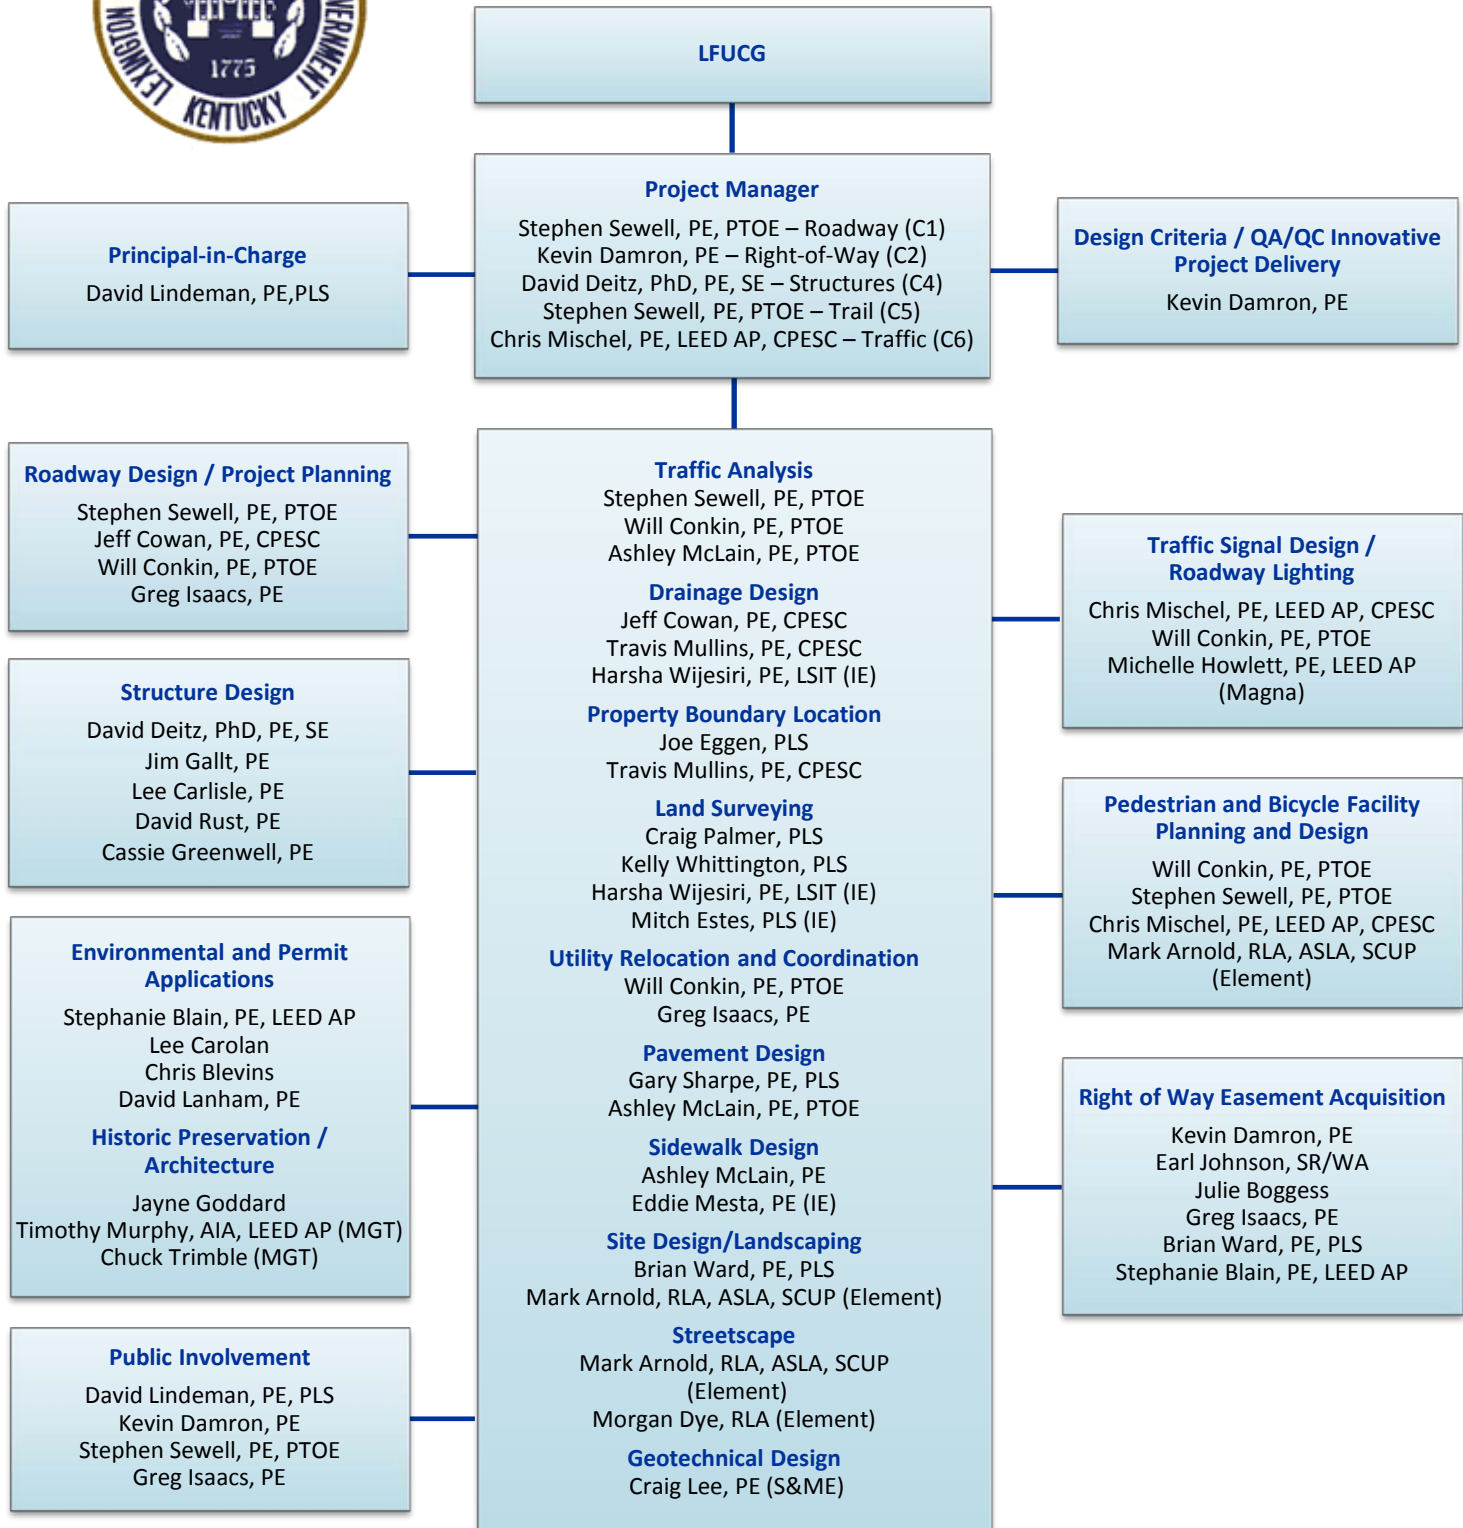 VERNMENT
LEXINGTON
1775
KENTUCKY
LFUCG
Project Manager
Stephen Sewell, PE, PTOE – Roadway (C1)
Kevin Damron, PE – Right-of-Way (C2)
David Deitz, PhD, PE, SE – Structures (C4)
Stephen Sewell, PE, PTOE – Trail (C5)
Chris Mischel, PE, LEED AP, CPESC – Traffic (C6)
Principal-in-Charge
David Lindeman, PE,PLS
Design Criteria / QA/QC Innovative
Project Delivery
Kevin Damron, PE
Roadway Design / Project Planning
Stephen Sewell, PE, PTOE
Jeff Cowan, PE, CPESC
Will Conkin, PE, PTOE
Greg Isaacs, PE
Structure Design
David Deitz, PhD, PE, SE
Jim Gallt, PE
Lee Carlisle, PE
David Rust, PE
Cassie Greenwell, PE
Environmental and Permit
Applications
Stephanie Blain, PE, LEED AP
Lee Carolan
Chris Blevins
David Lanham, PE
Historic Preservation /
Architecture
Jayne Goddard
Timothy Murphy, AIA, LEED AP (MGT)
Chuck Trimble (MGT)
Public Involvement
David Lindeman, PE, PLS
Kevin Damron, PE
Stephen Sewell, PE, PTOE
Greg Isaacs, PE
Traffic Analysis
Stephen Sewell, PE, PTOE
Will Conkin, PE, PTOE
Ashley McLain, PE, PTOE
Drainage Design
Jeff Cowan, PE, CPESC
Travis Mullins, PE, CPESC
Harsha Wijesiri, PE, LSIT (IE)
Property Boundary Location
Joe Eggen, PLS
Travis Mullins, PE, CPESC
Land Surveying
Craig Palmer, PLS
Kelly Whittington, PLS
Harsha Wijesiri, PE, LSIT (IE)
Mitch Estes, PLS (IE)
Utility Relocation and Coordination
Will Conkin, PE, PTOE
Greg Isaacs, PE
Pavement Design
Gary Sharpe, PE, PLS
Ashley McLain, PE, PTOE
Sidewalk Design
Ashley McLain, PE
Eddie Mesta, PE (IE)
Site Design/Landscaping
Brian Ward, PE, PLS
Mark Arnold, RLA, ASLA, SCUP (Element)
Streetscape
Mark Arnold, RLA, ASLA, SCUP
(Element)
Morgan Dye, RLA (Element)
Geotechnical Design
Craig Lee, PE (S&ME)
Traffic Signal Design /
Roadway Lighting
Chris Mischel, PE, LEED AP, CPESC
Will Conkin, PE, PTOE
Michelle Howlett, PE, LEED AP
(Magna)
Pedestrian and Bicycle Facility
Planning and Design
Will Conkin, PE, PTOE
Stephen Sewell, PE, PTOE
Chris Mischel, PE, LEED AP, CPESC
Mark Arnold, RLA, ASLA, SCUP
(Element)
Right of Way Easement Acquisition
Kevin Damron, PE
Earl Johnson, SR/WA
Julie Boggess
Greg Isaacs, PE
Brian Ward, PE, PLS
Stephanie Blain, PE, LEED AP